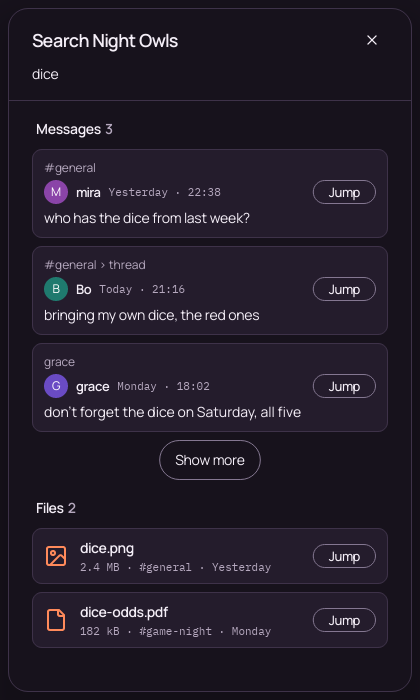 Search Night Owls
dice
Messages 3
#general
M mira Yesterday · 22:38 Jump
who has the dice from last week?
#general › thread
B Bo Today · 21:16 Jump
bringing my own dice, the red ones
grace
G grace Monday · 18:02 Jump
don't forget the dice on Saturday, all five
Show more
Files 2
dice.png
2.4 MB · #general · Yesterday Jump
dice-odds.pdf
182 kB · #game-night · Monday Jump